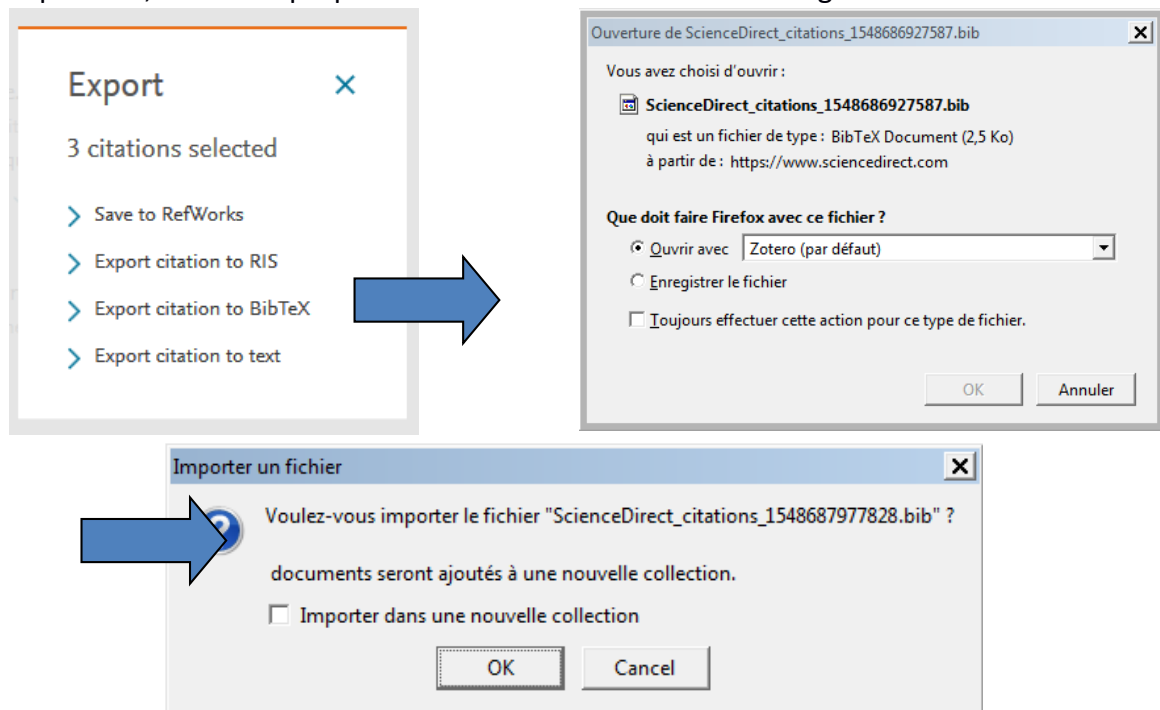 Export
3 citations selected
Save to RefWorks
Export citation to RIS
Export citation to BibTeX
Export citation to text
Ouverture de ScienceDirect_citations_1548686927587.bib
Vous avez choisi d'ouvrir :
ScienceDirect_citations_1548686927587.bib
qui est un fichier de type : BibTeX Document (2,5 Ko)
à partir de : https://www.sciencedirect.com
Que doit faire Firefox avec ce fichier ?
Ouvrir avec Zotero (par défaut)
Enregistrer le fichier
Toujours effectuer cette action pour ce type de fichier.
OK Annuler
Importer un fichier
Voulez-vous importer le fichier "ScienceDirect_citations_1548687977828.bib" ?
documents seront ajoutés à une nouvelle collection.
Importer dans une nouvelle collection
OK Cancel